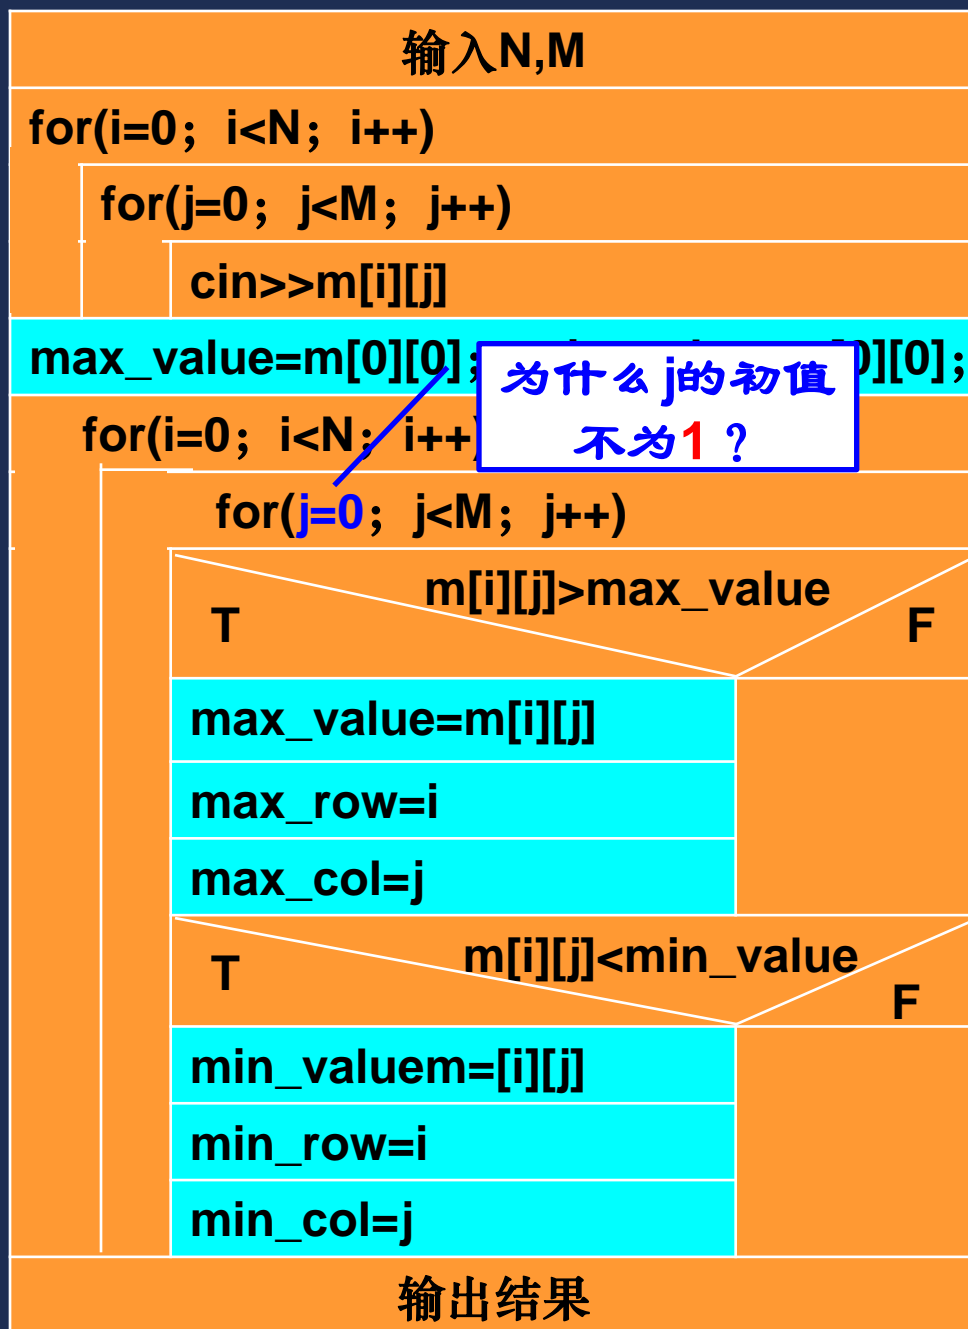 输入N,M
for(i=0；i<N；i++)
for(j=0；j<M；j++)
cin>>m[i][j]
max_value=m[0][0]; 0][0];
为什么j的初值
不为1？
for(i=0；i<N；i++)
for(j=0；j<M；j++)
m[i][j]>max_value
T F
max_value=m[i][j]
max_row=i
max_col=j
m[i][j]<min_value
T F
min_valuem=[i][j]
min_row=i
min_col=j
输出结果